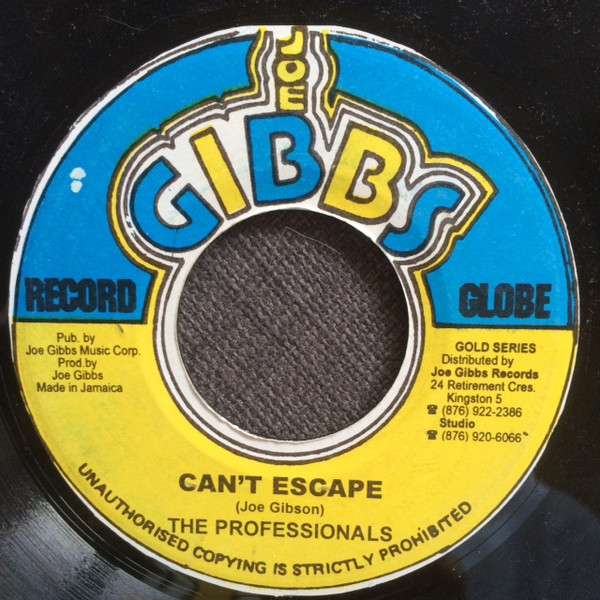 JOE
GIBBS
RECORD GLOBE
Pub. by
Joe Gibbs Music Corp.
Prod.by
Joe Gibbs
Made in Jamaica
GOLD SERIES
Distributed by
Joe Gibbs Records
24 Retirement Cres.
Kingston 5
☎ (876) 922-2386
Studio
☎ (876) 920-6066
CAN'T ESCAPE
(Joe Gibson)
THE PROFESSIONALS
UNAUTHORISED COPYING IS STRICTLY PROHIBITED